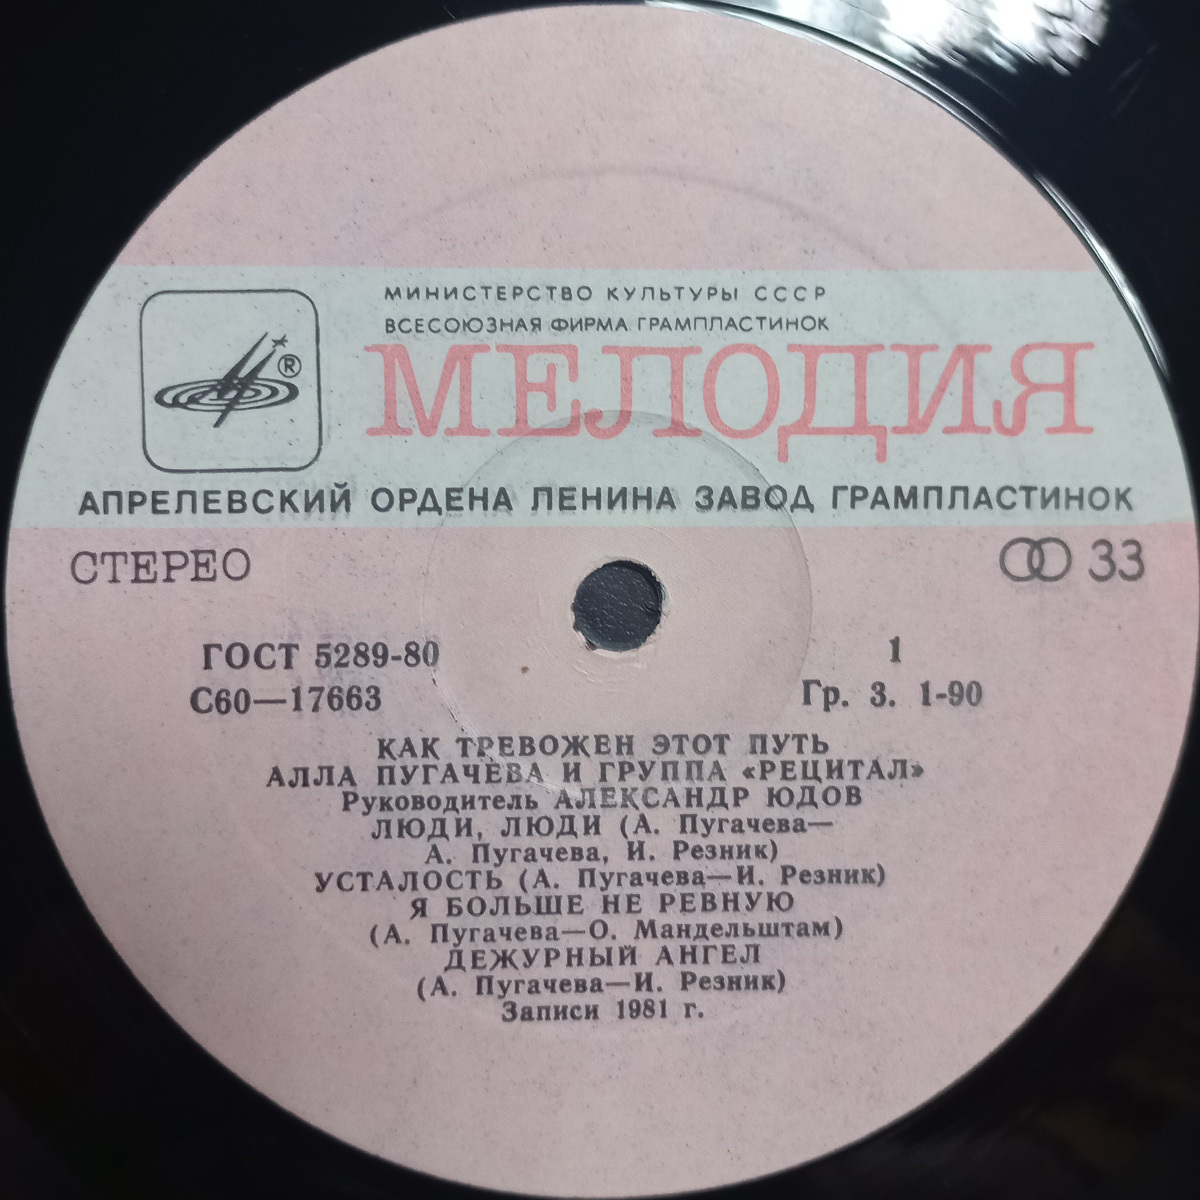 МИНИСТЕРСТВО КУЛЬТУРЫ СССР
ВСЕСОЮЗНАЯ ФИРМА ГРАМПЛАСТИНОК
®
МЕЛОДИЯ
АПРЕЛЕВСКИЙ ОРДЕНА ЛЕНИНА ЗАВОД ГРАМПЛАСТИНОК
СТЕРЕО 33
ГОСТ 5289-80 1
С60—17663 Гр. 3. 1-90
КАК ТРЕВОЖЕН ЭТОТ ПУТЬ
АЛЛА ПУГАЧЁВА И ГРУППА «РЕЦИТАЛ»
Руководитель АЛЕКСАНДР ЮДОВ
ЛЮДИ, ЛЮДИ (А. Пугачева—
А. Пугачева, И. Резник)
УСТАЛОСТЬ (А. Пугачева—И. Резник)
Я БОЛЬШЕ НЕ РЕВНУЮ
(А. Пугачева—О. Мандельштам)
ДЕЖУРНЫЙ АНГЕЛ
(А. Пугачева—И. Резник)
Записи 1981 г.